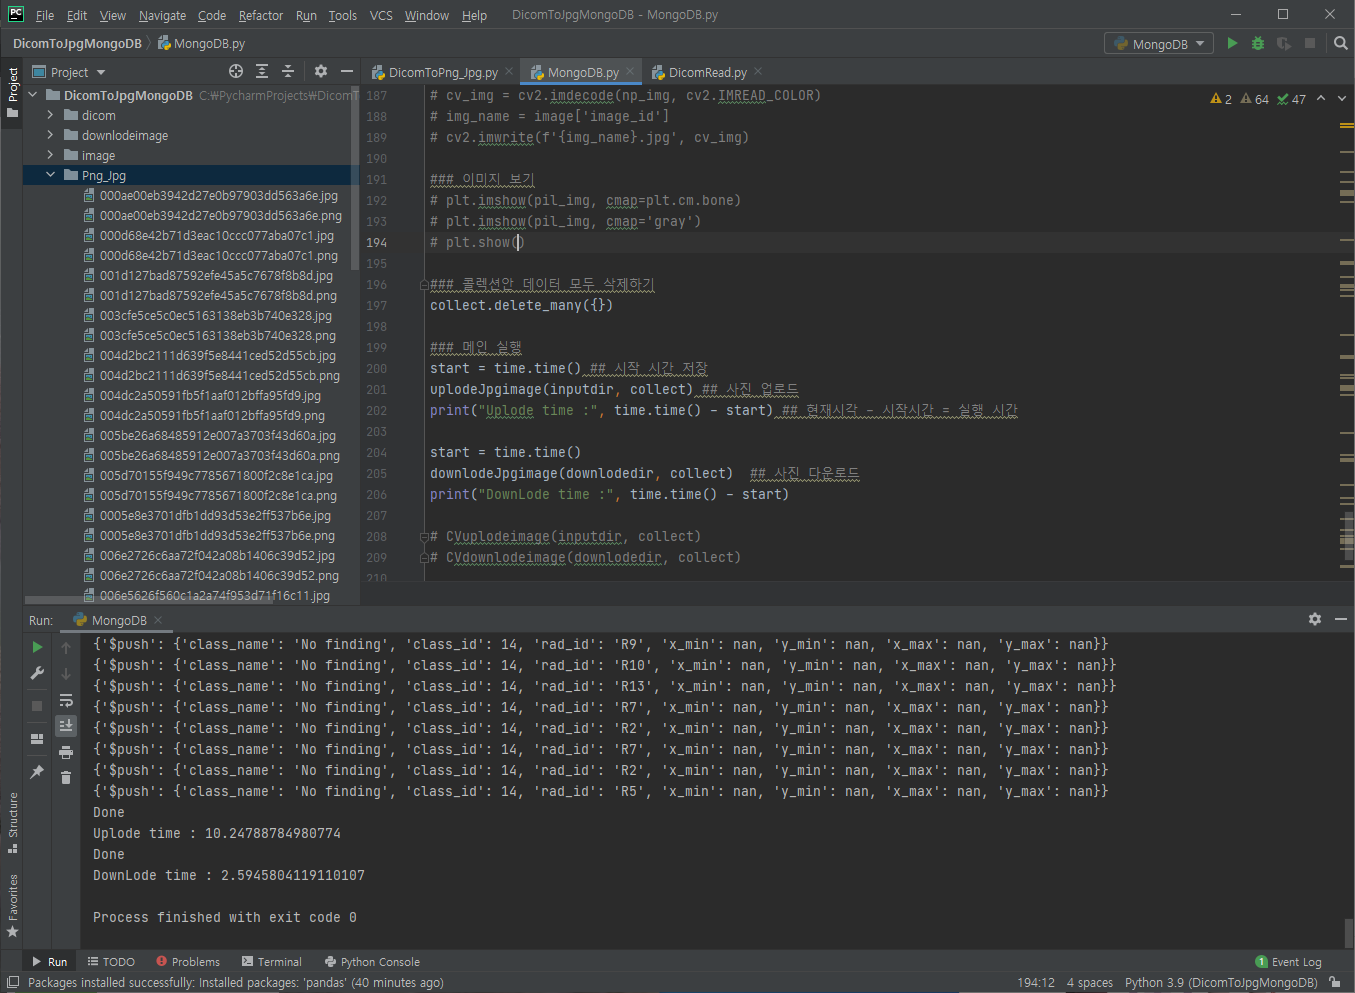 File Edit View Navigate Code Refactor Run Tools VCS Window Help DicomToJpgMongoDB - MongoDB.py
DicomToJpgMongoDB MongoDB.py MongoDB
Project
Project
DicomToPng_Jpg.py MongoDB.py DicomRead.py
DicomToJpgMongoDB C:₩PycharmProjects₩DicomT
dicom
downlodeimage
image
Png_Jpg
000ae00eb3942d27e0b97903dd563a6e.jpg
000ae00eb3942d27e0b97903dd563a6e.png
000d68e42b71d3eac10ccc077aba07c1.jpg
000d68e42b71d3eac10ccc077aba07c1.png
001d127bad87592efe45a5c7678f8b8d.jpg
001d127bad87592efe45a5c7678f8b8d.png
003cfe5ce5c0ec5163138eb3b740e328.jpg
003cfe5ce5c0ec5163138eb3b740e328.png
004d2bc2111d639f5e8441ced52d55cb.jpg
004d2bc2111d639f5e8441ced52d55cb.png
004dc2a50591fb5f1aaf012bffa95fd9.jpg
004dc2a50591fb5f1aaf012bffa95fd9.png
005be26a68485912e007a3703f43d60a.jpg
005be26a68485912e007a3703f43d60a.png
005d70155f949c7785671800f2c8e1ca.jpg
005d70155f949c7785671800f2c8e1ca.png
0005e8e3701dfb1dd93d53e2ff537b6e.jpg
0005e8e3701dfb1dd93d53e2ff537b6e.png
006e2726c6aa72f042a08b1406c39d52.jpg
006e2726c6aa72f042a08b1406c39d52.png
006e5626f560c1a2a74f953d71f16c11.jpg
2 64 47
187 # cv_img = cv2.imdecode(np_img, cv2.IMREAD_COLOR)
188 # img_name = image['image_id']
189 # cv2.imwrite(f'{img_name}.jpg', cv_img)
190
191 ### 이미지 보기
192 # plt.imshow(pil_img, cmap=plt.cm.bone)
193 # plt.imshow(pil_img, cmap='gray')
194 # plt.show()
195
196 ### 콜렉션안 데이터 모두 삭제하기
197 collect.delete_many({})
198
199 ### 메인 실행
200 start = time.time() ## 시작 시간 저장
201 uplodeJpgimage(inputdir, collect) ## 사진 업로드
202 print("Uplode time :", time.time() - start) ## 현재시각 - 시작시간 = 실행 시간
203
204 start = time.time()
205 downlodeJpgimage(downlodedir, collect) ## 사진 다운로드
206 print("DownLode time :", time.time() - start)
207
208 # CVuplodeimage(inputdir, collect)
209 # CVdownlodeimage(downlodedir, collect)
210
Run: MongoDB
{'$push': {'class_name': 'No finding', 'class_id': 14, 'rad_id': 'R9', 'x_min': nan, 'y_min': nan, 'x_max': nan, 'y_max': nan}}
{'$push': {'class_name': 'No finding', 'class_id': 14, 'rad_id': 'R10', 'x_min': nan, 'y_min': nan, 'x_max': nan, 'y_max': nan}}
{'$push': {'class_name': 'No finding', 'class_id': 14, 'rad_id': 'R13', 'x_min': nan, 'y_min': nan, 'x_max': nan, 'y_max': nan}}
{'$push': {'class_name': 'No finding', 'class_id': 14, 'rad_id': 'R7', 'x_min': nan, 'y_min': nan, 'x_max': nan, 'y_max': nan}}
{'$push': {'class_name': 'No finding', 'class_id': 14, 'rad_id': 'R2', 'x_min': nan, 'y_min': nan, 'x_max': nan, 'y_max': nan}}
{'$push': {'class_name': 'No finding', 'class_id': 14, 'rad_id': 'R7', 'x_min': nan, 'y_min': nan, 'x_max': nan, 'y_max': nan}}
{'$push': {'class_name': 'No finding', 'class_id': 14, 'rad_id': 'R2', 'x_min': nan, 'y_min': nan, 'x_max': nan, 'y_max': nan}}
{'$push': {'class_name': 'No finding', 'class_id': 14, 'rad_id': 'R5', 'x_min': nan, 'y_min': nan, 'x_max': nan, 'y_max': nan}}
Done
Uplode time : 10.24788784980774
Done
DownLode time : 2.5945804119110107
Process finished with exit code 0
Structure
Favorites
Run TODO Problems Terminal Python Console 1 Event Log
Packages installed successfully: Installed packages: 'pandas' (40 minutes ago) 194:12 4 spaces Python 3.9 (DicomToJpgMongoDB)